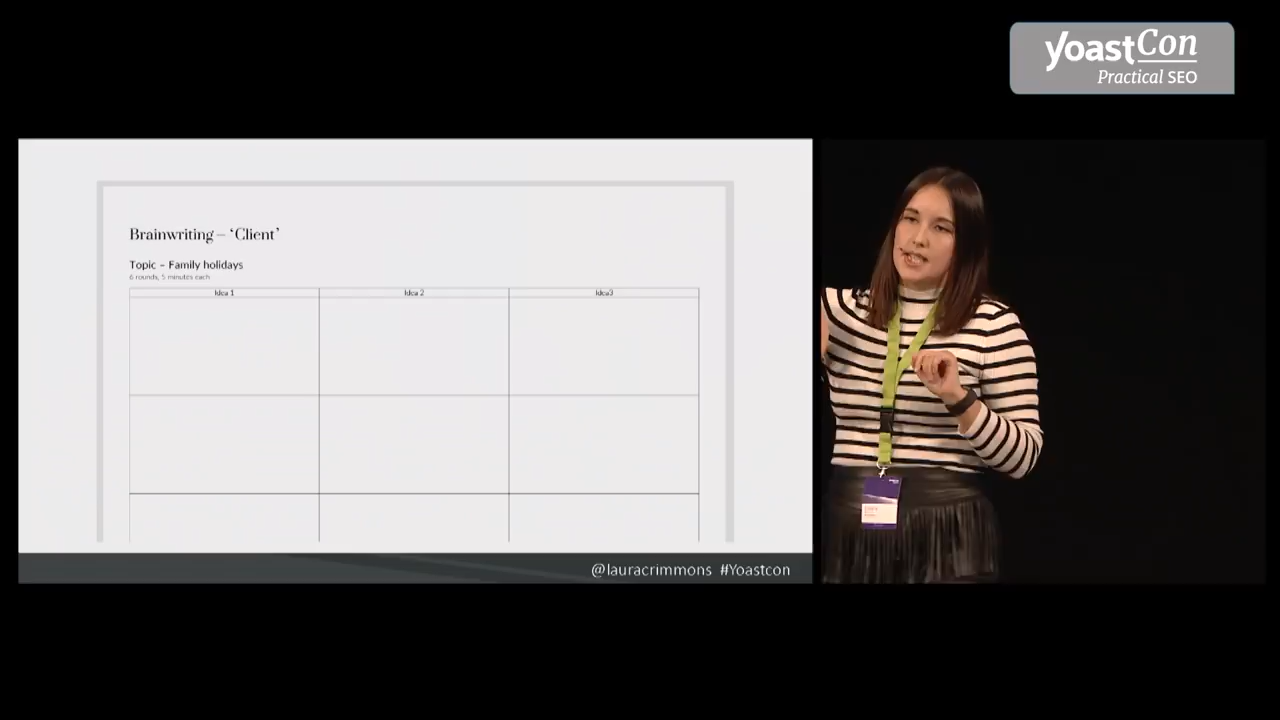 yoastCon
Practical SEO
Brainwriting – ‘Client’
Topic – Family holidays
6 rounds, 5 minutes each
Idea 1
Idea 2
Idea3
@lauracrimmons #Yoastcon